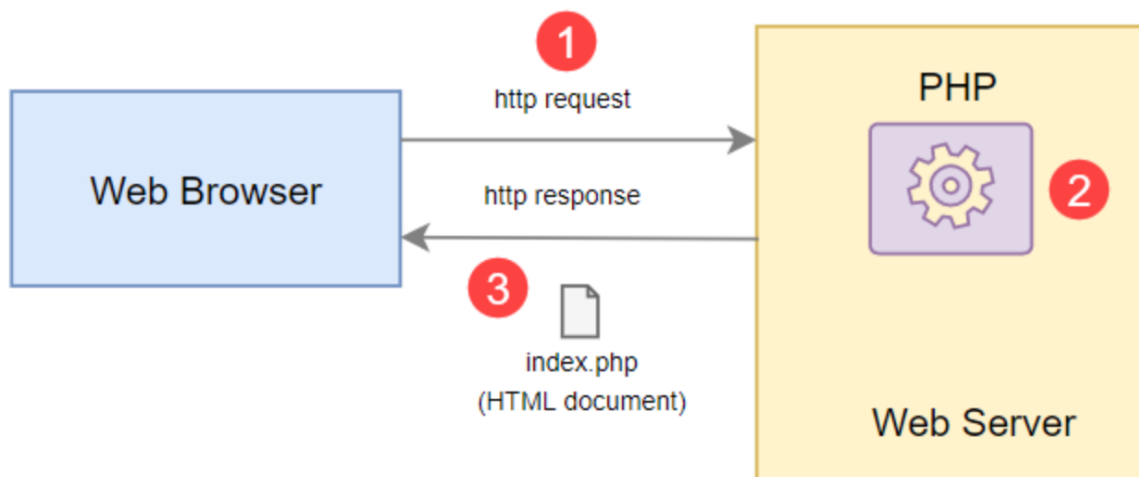 1
http request
PHP
Web Browser
2
http response
3
index.php
(HTML document)
Web Server